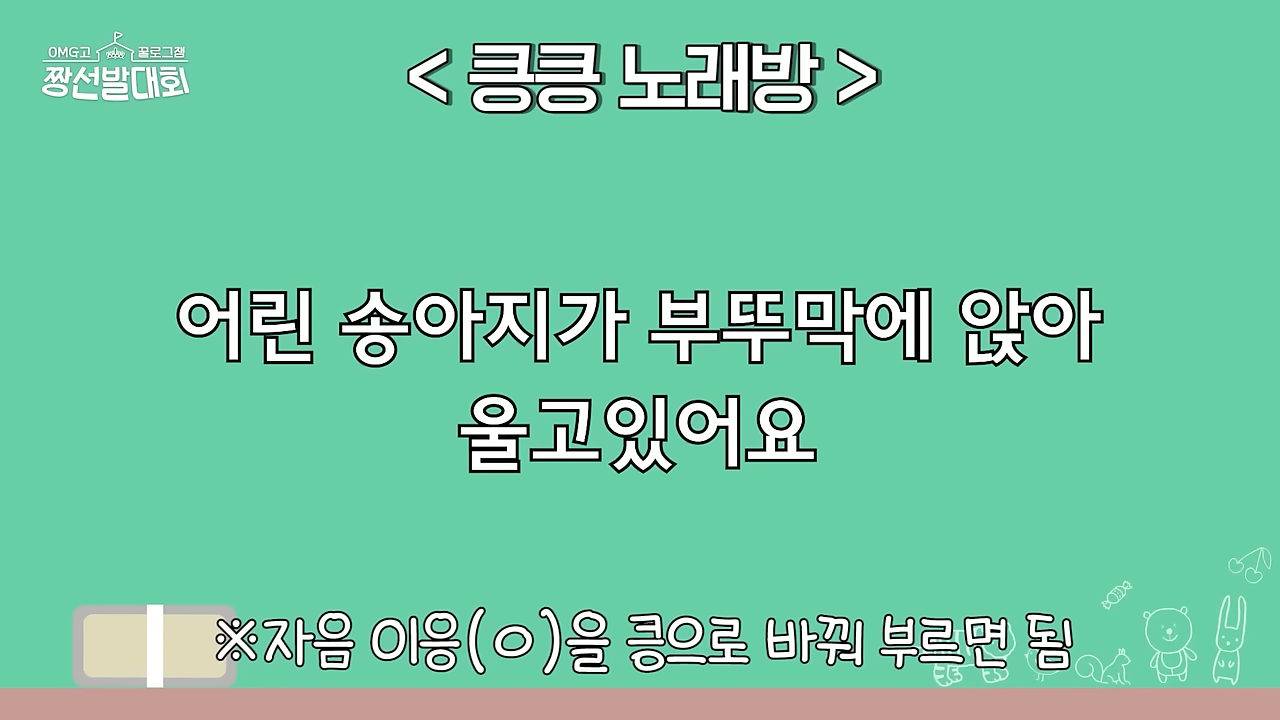 OMG고 꿀로그잼
짱선발대회
< 킁킁 노래방 >
어린 송아지가 부뚜막에 앉아
울고있어요
※자음 이응(ㅇ)을 킁으로 바꿔 부르면 됨